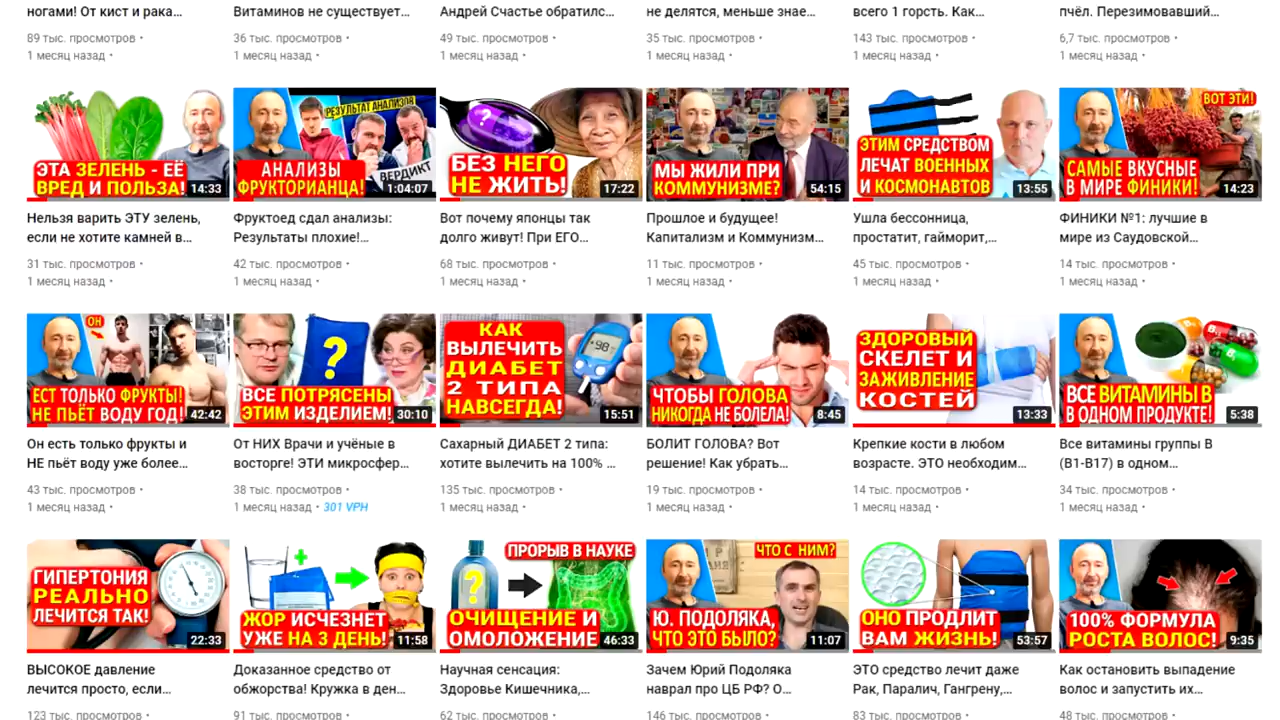 ногами! От кист и рака...
Витаминов не существует...
Андрей Счастье обратилс...
не делятся, меньше знае...
всего 1 горсть. Как...
пчёл. Перезимовавший...
89 тыс. просмотров •
36 тыс. просмотров •
49 тыс. просмотров •
35 тыс. просмотров •
143 тыс. просмотров •
6,7 тыс. просмотров •
1 месяц назад •
1 месяц назад •
1 месяц назад •
1 месяц назад •
1 месяц назад •
1 месяц назад •
ЭТА ЗЕЛЕНЬ - ЕЁ
ВРЕД И ПОЛЬЗА!
14:33
РЕЗУЛЬТАТ АНАЛИЗОВ
АНАЛИЗЫ
ФРУКТОРИАНЦА!
ВЕРДИКТ
1:04:07
?
БЕЗ НЕГО
НЕ ЖИТЬ!
17:22
МЫ ЖИЛИ ПРИ
КОММУНИЗМЕ?
54:15
ЭТИМ СРЕДСТВОМ
ЛЕЧАТ ВОЕННЫХ
И КОСМОНАВТОВ
13:55
ВОТ ЭТИ!
САМЫЕ ВКУСНЫЕ
В МИРЕ ФИНИКИ!
14:23
Нельзя варить ЭТУ зелень,
если не хотите камней в...
Фруктоед сдал анализы:
Результаты плохие!...
Вот почему японцы так
долго живут! При ЕГО...
Прошлое и будущее!
Капитализм и Коммунизм...
Ушла бессонница,
простатит, гайморит,...
ФИНИКИ №1: лучшие в
мире из Саудовской...
31 тыс. просмотров •
42 тыс. просмотров •
68 тыс. просмотров •
11 тыс. просмотров •
45 тыс. просмотров •
14 тыс. просмотров •
1 месяц назад •
1 месяц назад •
1 месяц назад •
1 месяц назад •
1 месяц назад •
1 месяц назад •
ОН
ЕСТ ТОЛЬКО ФРУКТЫ!
НЕ ПЬЁТ ВОДУ ГОД!
42:42
?
ВСЕ ПОТРЯСЕНЫ
ЭТИМ ИЗДЕЛИЕМ!
30:10
КАК
ВЫЛЕЧИТЬ
ДИАБЕТ
2 ТИПА
НАВСЕГДА!
98
15:51
ЧТОБЫ ГОЛОВА
НИКОГДА НЕ БОЛЕЛА!
8:45
ЗДОРОВЫЙ
СКЕЛЕТ И
ЗАЖИВЛЕНИЕ
КОСТЕЙ
13:33
ВСЕ ВИТАМИНЫ В
В ОДНОМ ПРОДУКТЕ!
5:38
Он есть только фрукты и
НЕ пьёт воду уже более...
От НИХ Врачи и учёные в
восторге! ЭТИ микросфер...
Сахарный ДИАБЕТ 2 типа:
хотите вылечить на 100% ...
БОЛИТ ГОЛОВА? Вот
решение! Как убрать...
Крепкие кости в любом
возрасте. ЭТО необходим...
Все витамины группы В
(В1-В17) в одном...
43 тыс. просмотров •
38 тыс. просмотров •
135 тыс. просмотров •
19 тыс. просмотров •
14 тыс. просмотров •
34 тыс. просмотров •
1 месяц назад •
1 месяц назад • 301 VPH
1 месяц назад •
1 месяц назад •
1 месяц назад •
1 месяц назад •
ГИПЕРТОНИЯ
РЕАЛЬНО
ЛЕЧИТСЯ ТАК!
22:33
ЖОР ИСЧЕЗНЕТ
УЖЕ НА 3 ДЕНЬ!
11:58
ПРОРЫВ В НАУКЕ
?
ОЧИЩЕНИЕ И
ОМОЛОЖЕНИЕ
46:33
ЧТО С НИМ?
Ю. ПОДОЛЯКА,
ЧТО ЭТО БЫЛО?
11:07
ОНО ПРОДЛИТ
ВАМ ЖИЗНЬ!
53:57
100% ФОРМУЛА
РОСТА ВОЛОС!
9:35
ВЫСОКОЕ давление
лечится просто, если...
Доказанное средство от
обжорства! Кружка в ден...
Научная сенсация:
Здоровье Кишечника,...
Зачем Юрий Подоляка
наврал про ЦБ РФ? О...
ЭТО средство лечит даже
Рак, Паралич, Гангрену,...
Как остановить выпадение
волос и запустить их...
123 тыс. просмотров •
91 тыс. просмотров •
62 тыс. просмотров •
146 тыс. просмотров •
83 тыс. просмотров •
48 тыс. просмотров •